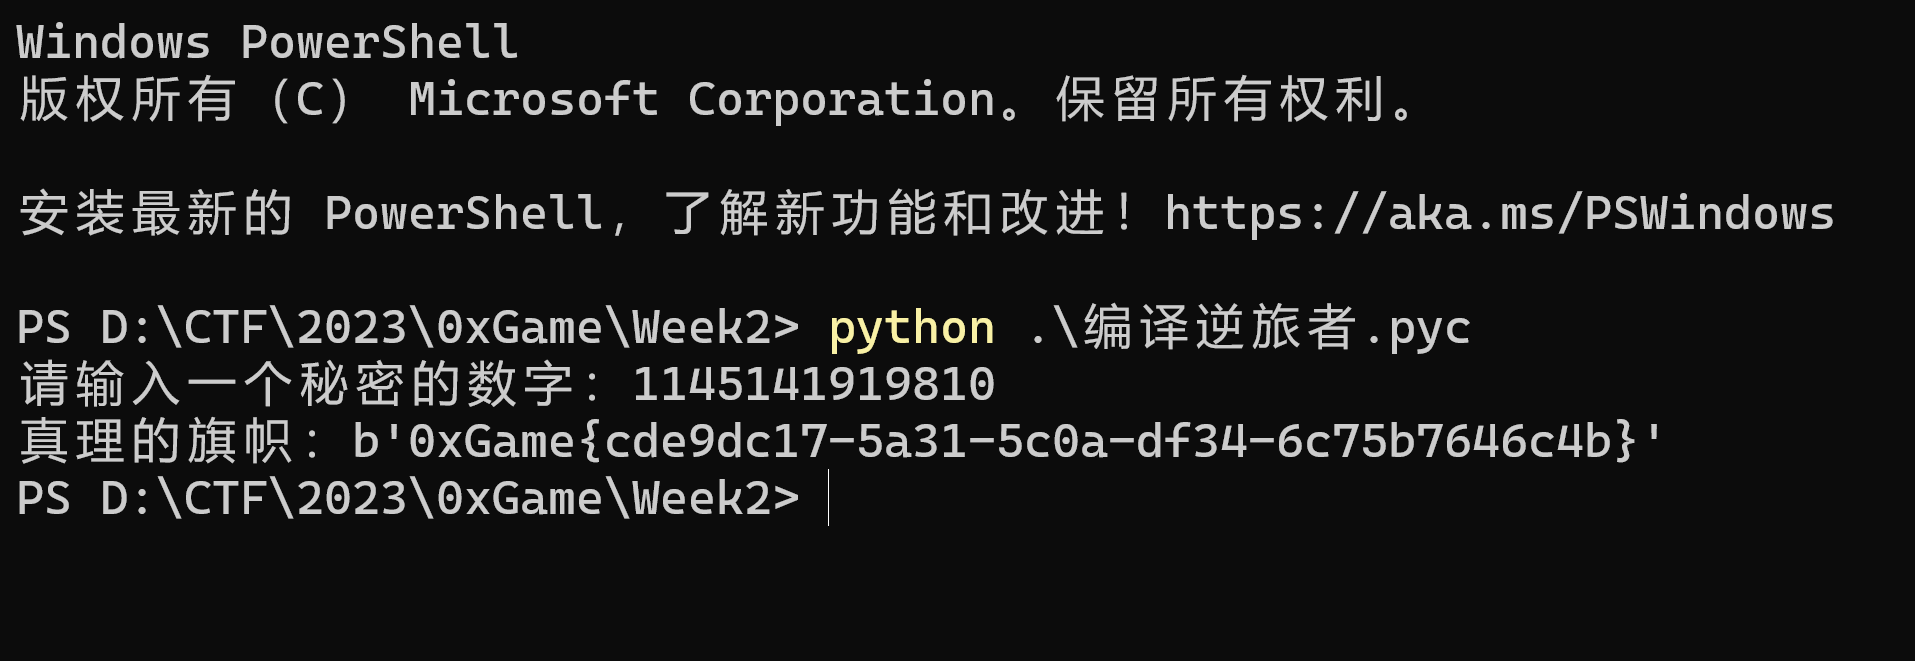 Windows PowerShell
版权所有（C） Microsoft Corporation。保留所有权利。
安装最新的 PowerShell，了解新功能和改进！https://aka.ms/PSWindows
PS D:\CTF\2023\0xGame\Week2> python .\编译逆旅者.pyc
请输入一个秘密的数字：1145141919810
真理的旗帜：b'0xGame{cde9dc17-5a31-5c0a-df34-6c75b7646c4b}'
PS D:\CTF\2023\0xGame\Week2>